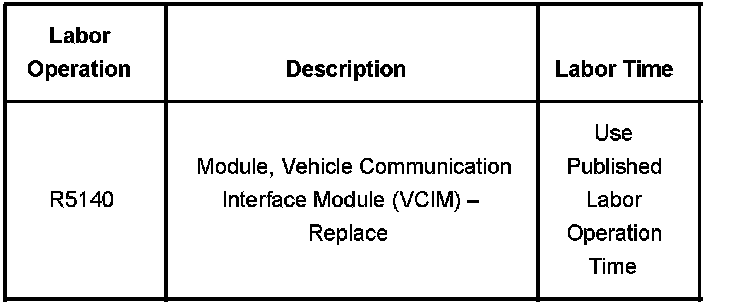 Labor
Operation
Description
Labor Time
R5140
Module, Vehicle Communication
Interface Module (VCIM) –
Replace
Use
Published
Labor
Operation
Time